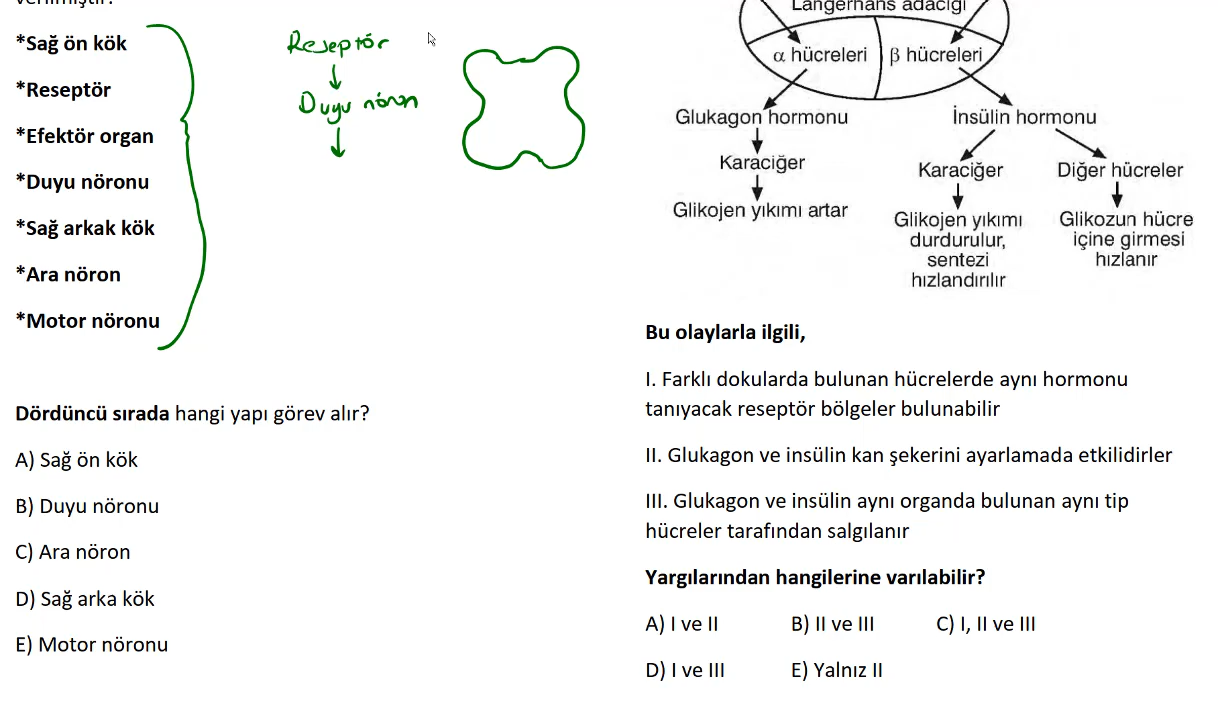 verilmiştir?
*Sağ ön kök
*Reseptör
*Efektör organ
*Duyu nöronu
*Sağ arkak kök
*Ara nöron
*Motor nöronu
Reseptör
Duyu nöron
Dördüncü sırada hangi yapı görev alır?
A) Sağ ön kök
B) Duyu nöronu
C) Ara nöron
D) Sağ arka kök
E) Motor nöronu
Langerhans adacığı
α hücreleri
β hücreleri
Glukagon hormonu
İnsülin hormonu
Karaciğer
Karaciğer
Diğer hücreler
Glikojen yıkımı artar
Glikojen yıkımı
durdurulur,
sentezi
hızlandırılır
Glikozun hücre
içine girmesi
hızlanır
Bu olaylarla ilgili,
I. Farklı dokularda bulunan hücrelerde aynı hormonu
tanıyacak reseptör bölgeler bulunabilir
II. Glukagon ve insülin kan şekerini ayarlamada etkilidirler
III. Glukagon ve insülin aynı organda bulunan aynı tip
hücreler tarafından salgılanır
Yargılarından hangilerine varılabilir?
A) I ve II B) II ve III C) I, II ve III
D) I ve III E) Yalnız II